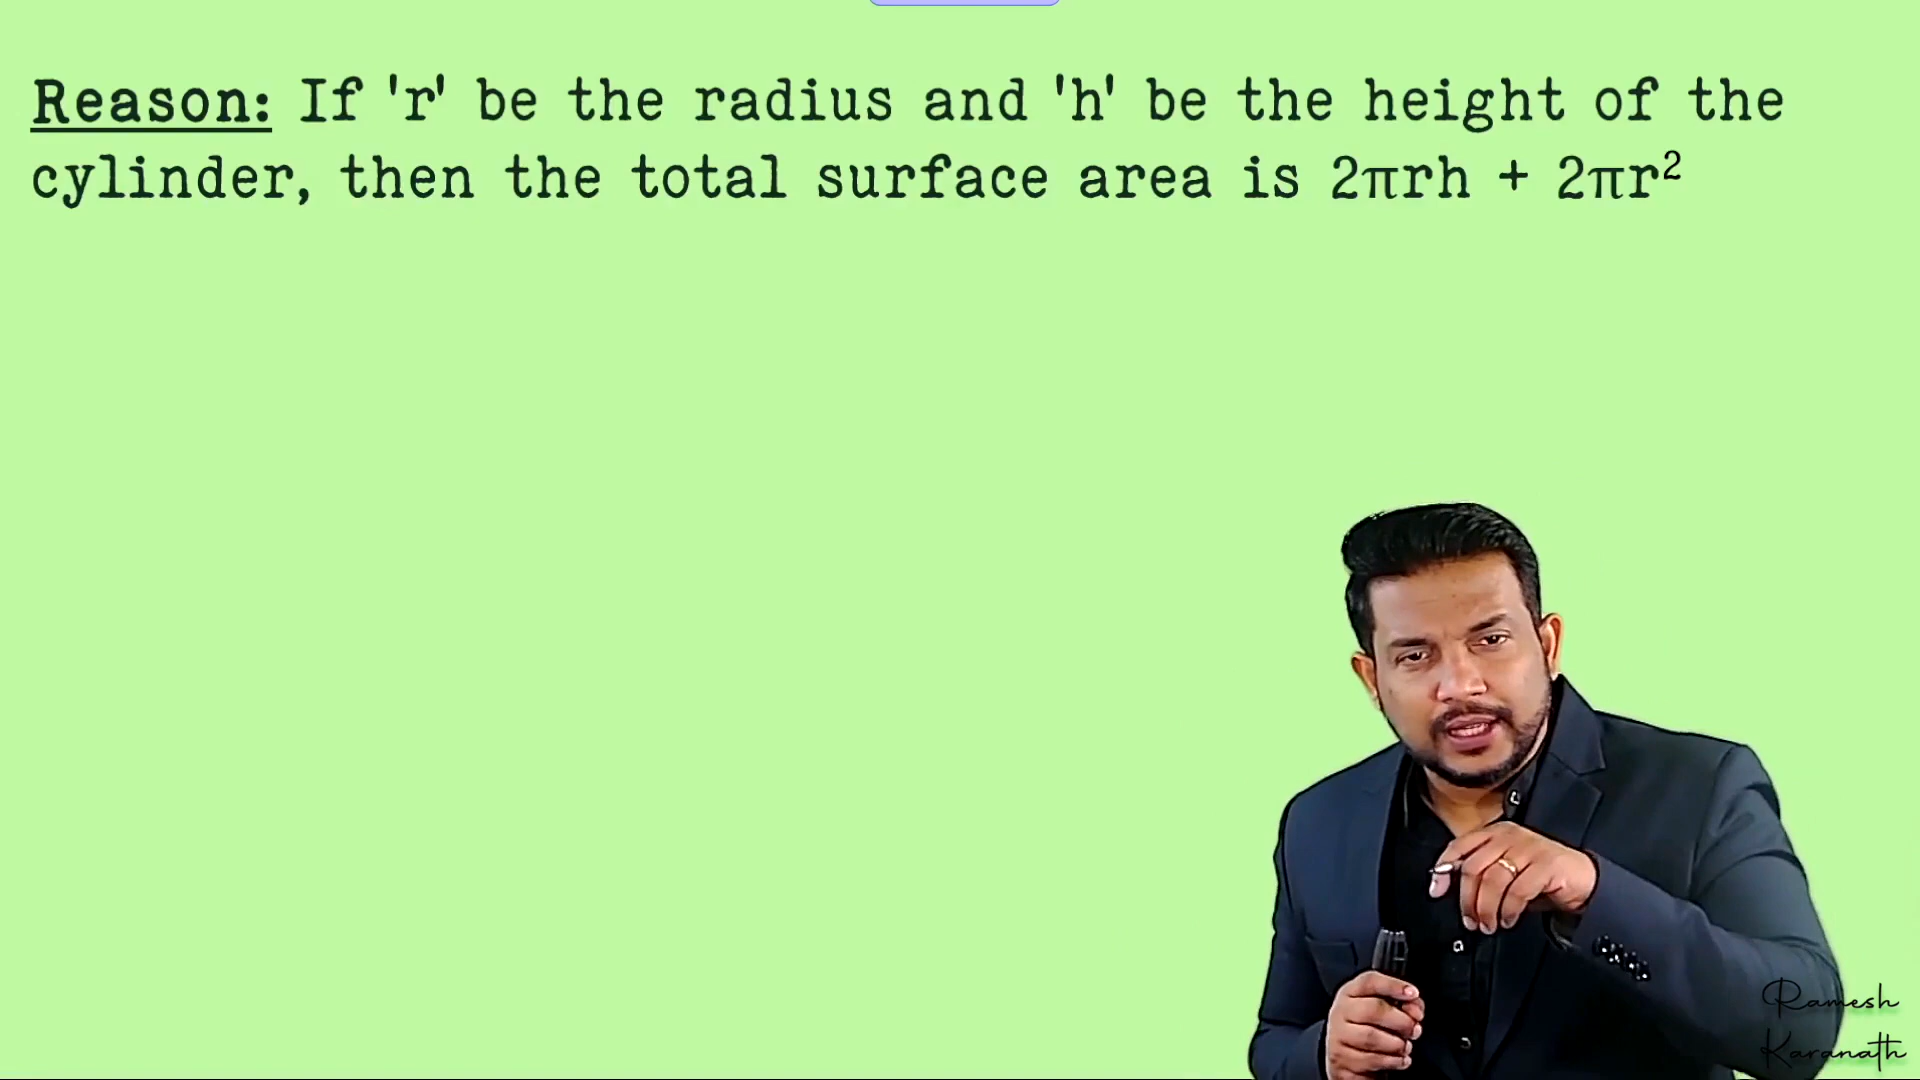 Reason: If 'r' be the radius and 'h' be the height of the
cylinder, then the total surface area is 2πrh + 2πr²
Ramesh
Karanath